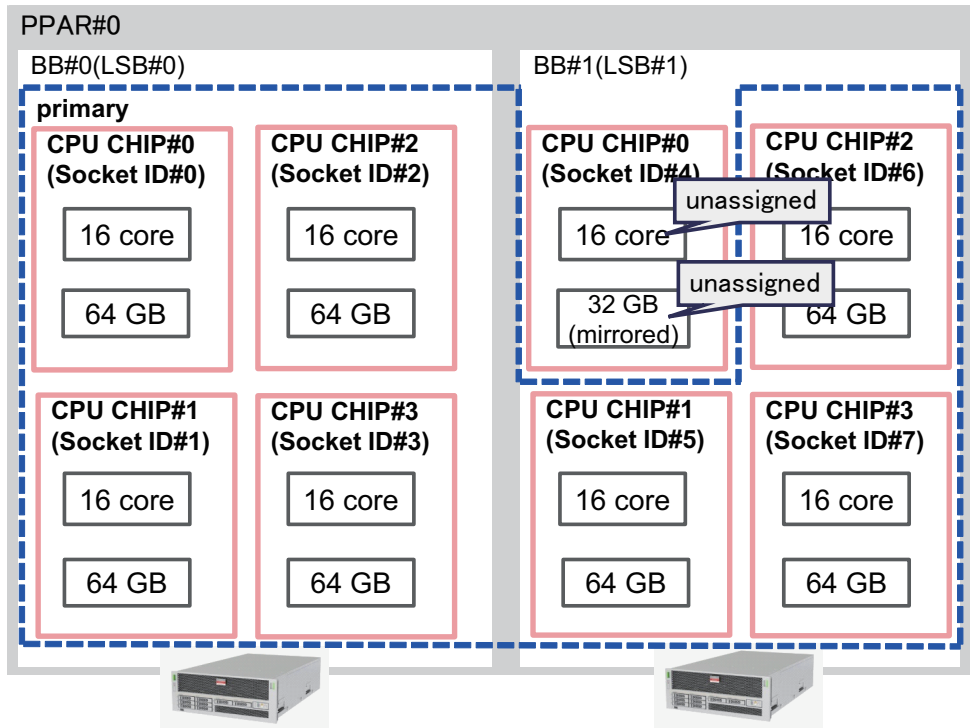 PPAR#0
BB#0(LSB#0)
primary
CPU CHIP#0
(Socket ID#0)
16 core
64 GB
CPU CHIP#2
(Socket ID#2)
16 core
64 GB
CPU CHIP#1
(Socket ID#1)
16 core
64 GB
CPU CHIP#3
(Socket ID#3)
16 core
64 GB
BB#1(LSB#1)
CPU CHIP#0
(Socket ID#4)
unassigned
16 core
unassigned
32 GB
(mirrored)
CPU CHIP#2
(Socket ID#6)
16 core
64 GB
CPU CHIP#1
(Socket ID#5)
16 core
64 GB
CPU CHIP#3
(Socket ID#7)
16 core
64 GB